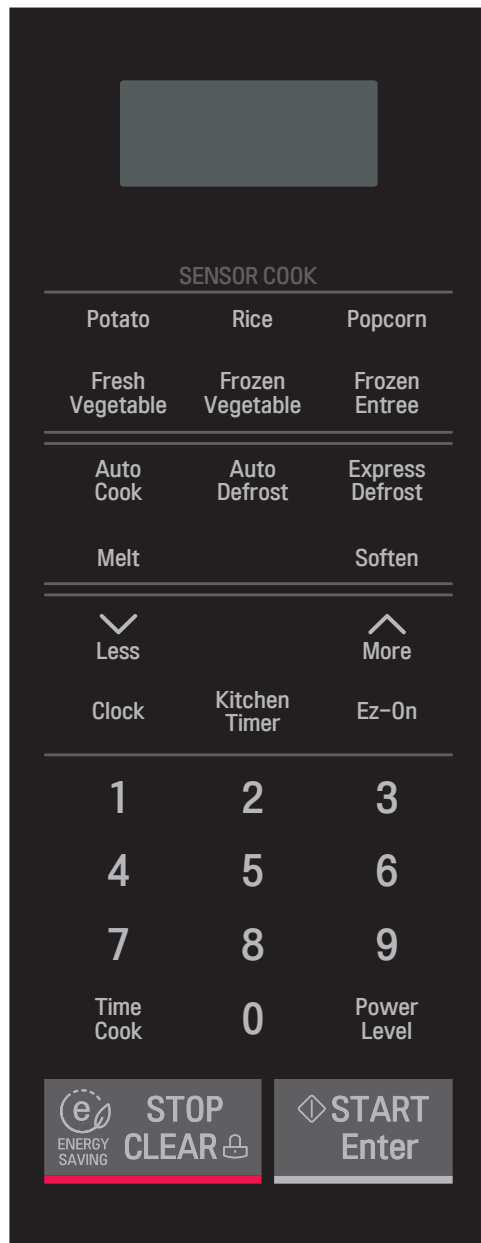 SENSOR COOK
Potato Rice Popcorn
Fresh Frozen Frozen
Vegetable Vegetable Entree
Auto Auto Express
Cook Defrost Defrost
Melt Soften
Less More
Clock Kitchen Timer Ez-On
1 2 3
4 5 6
7 8 9
Time Cook 0 Power Level
e
ENERGY
SAVING
STOP
CLEAR
START
Enter